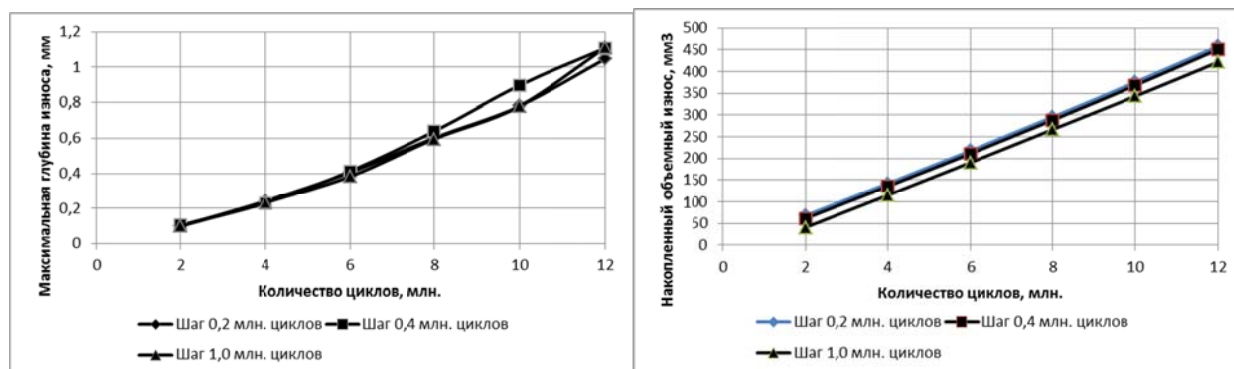 Максимальная глубина износа, мм
1,2
1
0,8
0,6
0,4
0,2
0
0 2 4 6 8 10 12
Количество циклов, млн.
Шаг 0,2 млн. циклов Шаг 0,4 млн. циклов
Шаг 1,0 млн. циклов
Накопленный объемный износ, мм3
500
450
400
350
300
250
200
150
100
50
0
0 2 4 6 8 10 12
Количество циклов, млн.
Шаг 0,2 млн. циклов Шаг 0,4 млн. циклов
Шаг 1,0 млн. циклов